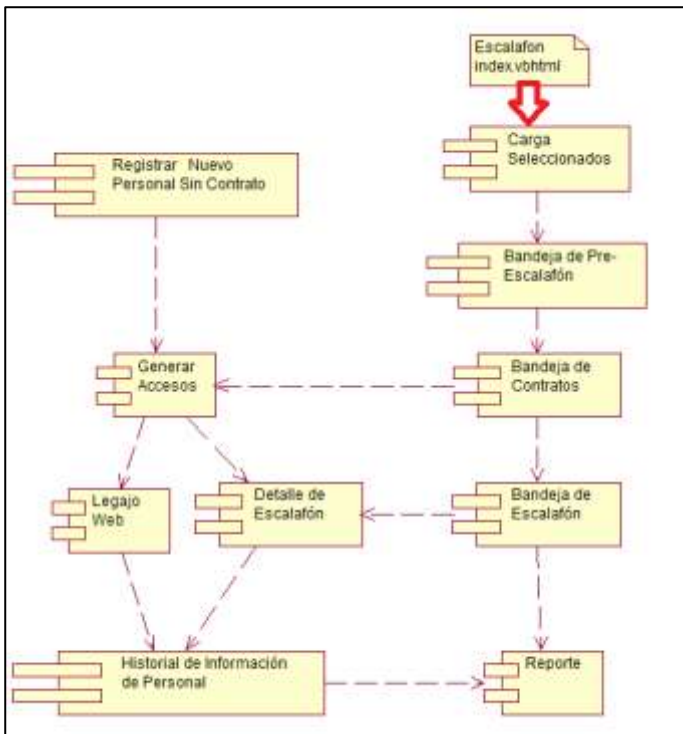 Escalafon
index.vbhtml
Carga
Seleccionados
Registrar Nuevo
Personal Sin Contrato
Bandeja de Pre-
Escalafón
Generar
Accesos
Bandeja de
Contratos
Legajo
Web
Detalle de
Escalafón
Bandeja de
Escalafón
Historial de Información
de Personal
Reporte